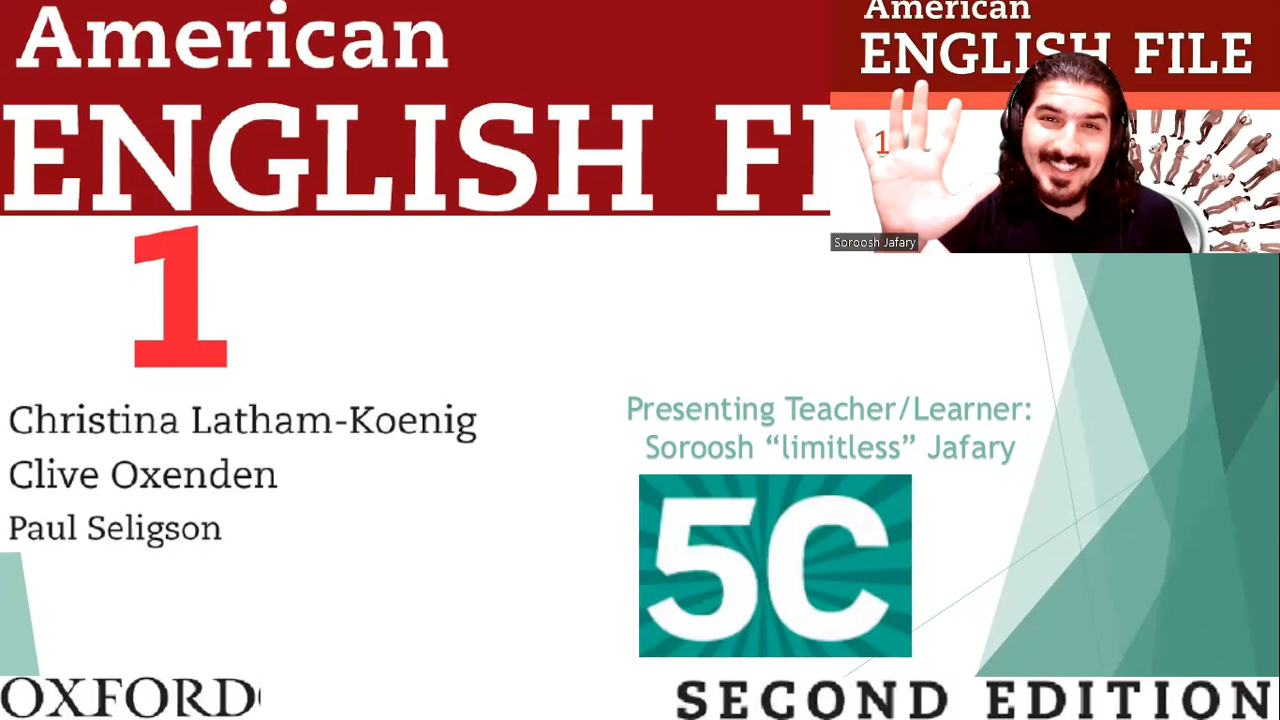 American
ENGLISH FI
1
Christina Latham-Koenig
Clive Oxenden
Paul Seligson
OXFORD
American
ENGLISH FILE
1
Soroosh Jafary
Presenting Teacher/Learner:
Soroosh “limitless” Jafary
5C
SECOND EDITION